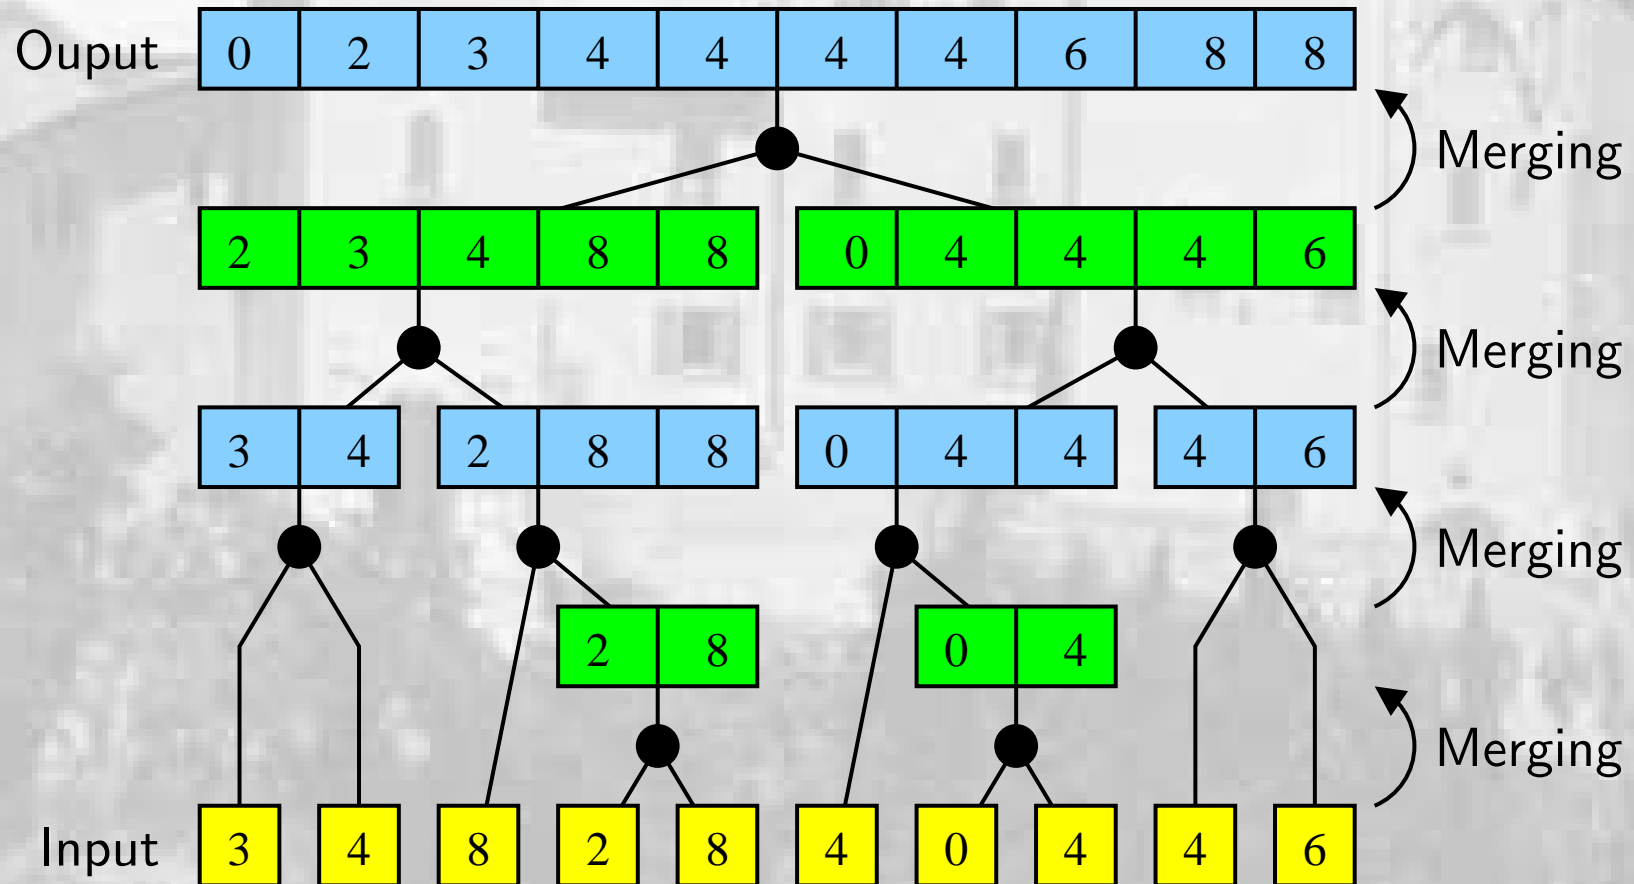 Ouput 0 2 3 4 4 4 4 6 8 8
Merging
2 3 4 8 8 0 4 4 4 6
Merging
3 4 2 8 8 0 4 4 4 6
Merging
2 8 0 4
Merging
Input 3 4 8 2 8 4 0 4 4 6